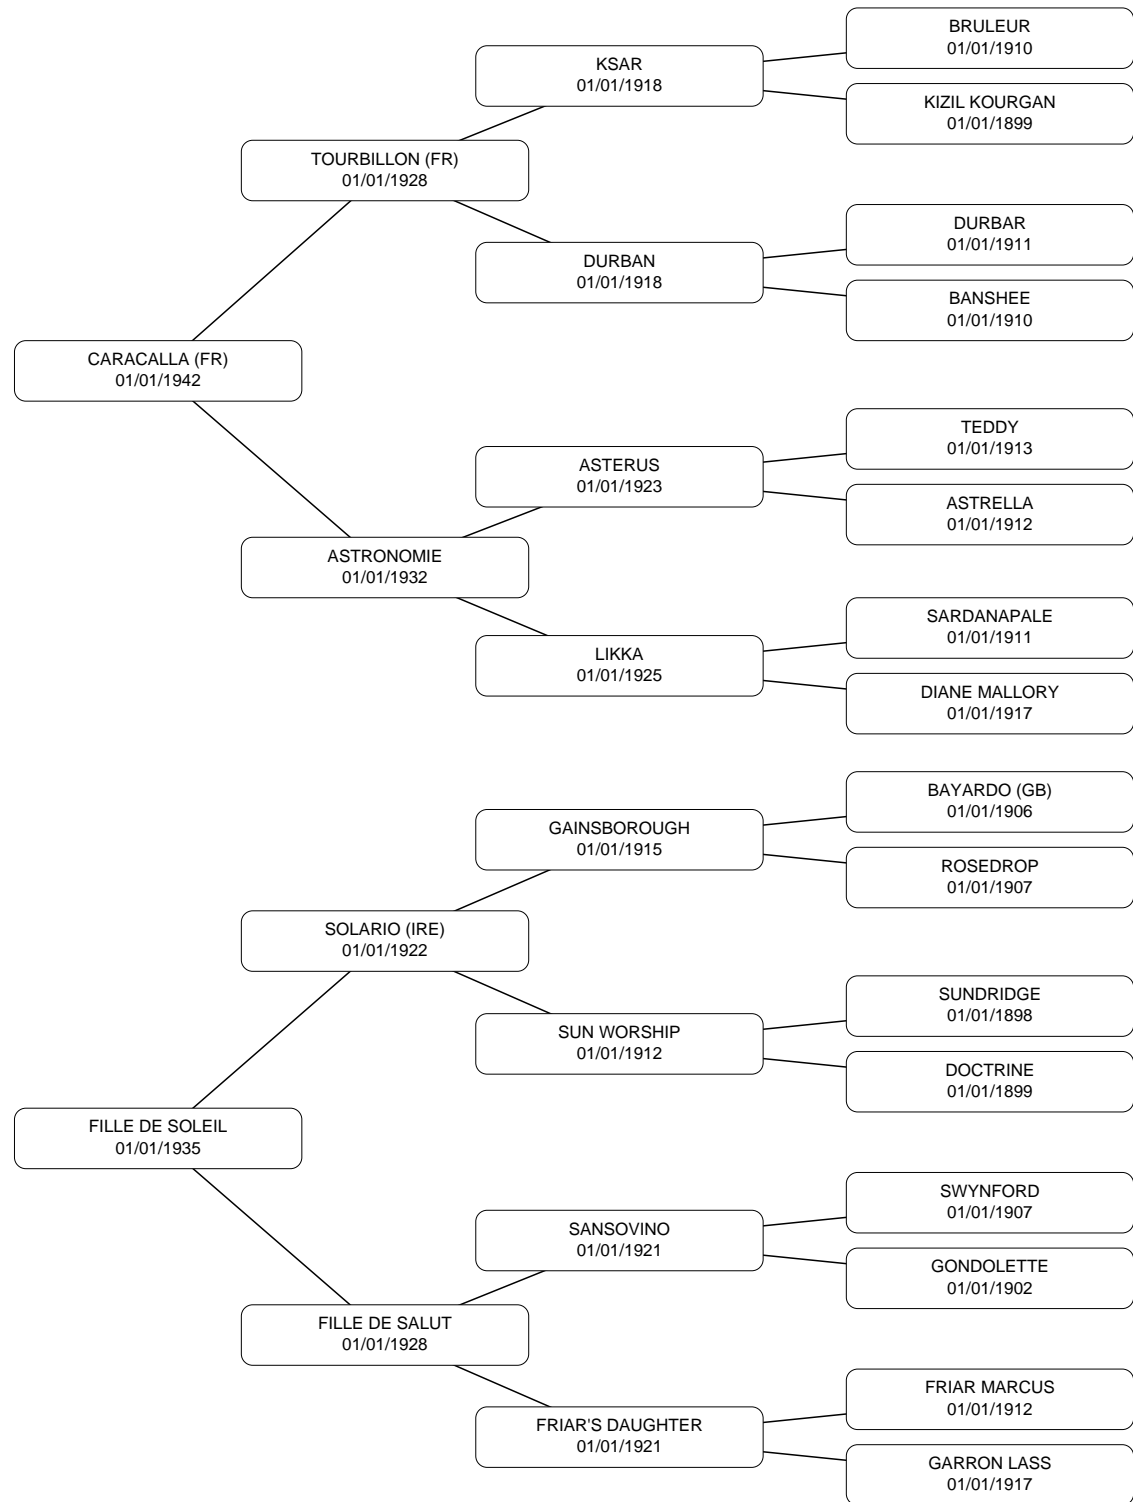 BRULEUR
01/01/1910
KSAR
01/01/1918
KIZIL KOURGAN
01/01/1899
TOURBILLON (FR)
01/01/1928
DURBAR
01/01/1911
DURBAN
01/01/1918
BANSHEE
01/01/1910
CARACALLA (FR)
01/01/1942
TEDDY
01/01/1913
ASTERUS
01/01/1923
ASTRELLA
01/01/1912
ASTRONOMIE
01/01/1932
SARDANAPALE
01/01/1911
LIKKA
01/01/1925
DIANE MALLORY
01/01/1917
BAYARDO (GB)
01/01/1906
GAINSBOROUGH
01/01/1915
ROSEDROP
01/01/1907
SOLARIO (IRE)
01/01/1922
SUNDRIDGE
01/01/1898
SUN WORSHIP
01/01/1912
DOCTRINE
01/01/1899
FILLE DE SOLEIL
01/01/1935
SWYNFORD
01/01/1907
SANSOVINO
01/01/1921
GONDOLETTE
01/01/1902
FILLE DE SALUT
01/01/1928
FRIAR MARCUS
01/01/1912
FRIAR'S DAUGHTER
01/01/1921
GARRON LASS
01/01/1917